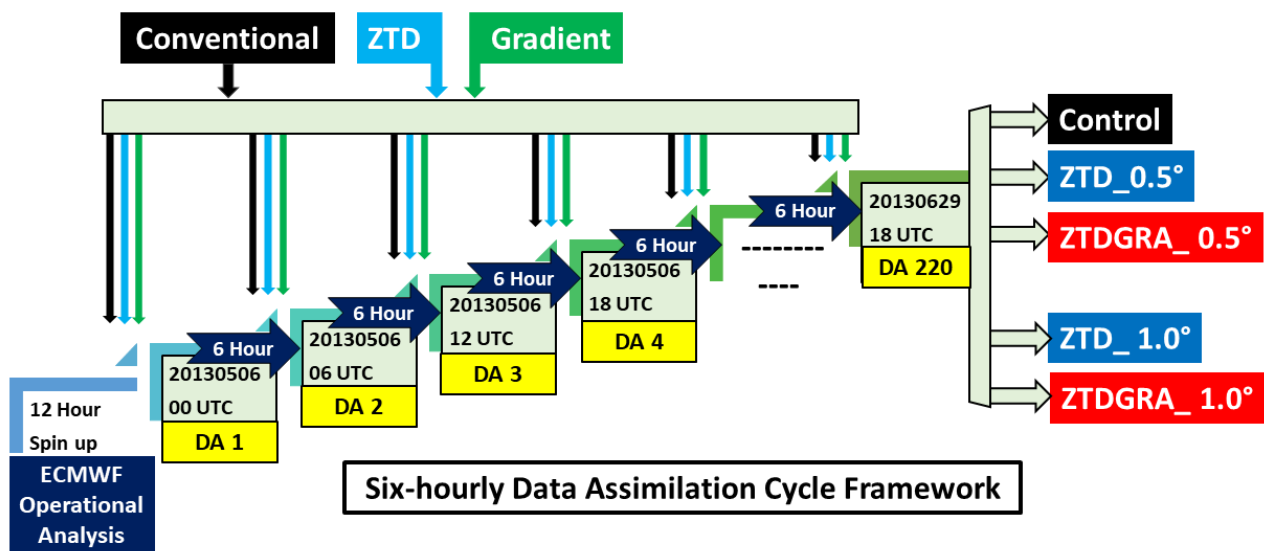 Conventional
ZTD
Gradient
Control
ZTD_0.5°
ZTDGRA_ 0.5°
ZTD_ 1.0°
ZTDGRA_ 1.0°
12 Hour
Spin up
ECMWF
Operational
Analysis
6 Hour
20130506
00 UTC
DA 1
6 Hour
20130506
06 UTC
DA 2
6 Hour
20130506
12 UTC
DA 3
6 Hour
20130506
18 UTC
DA 4
6 Hour
20130629
18 UTC
DA 220
Six-hourly Data Assimilation Cycle Framework